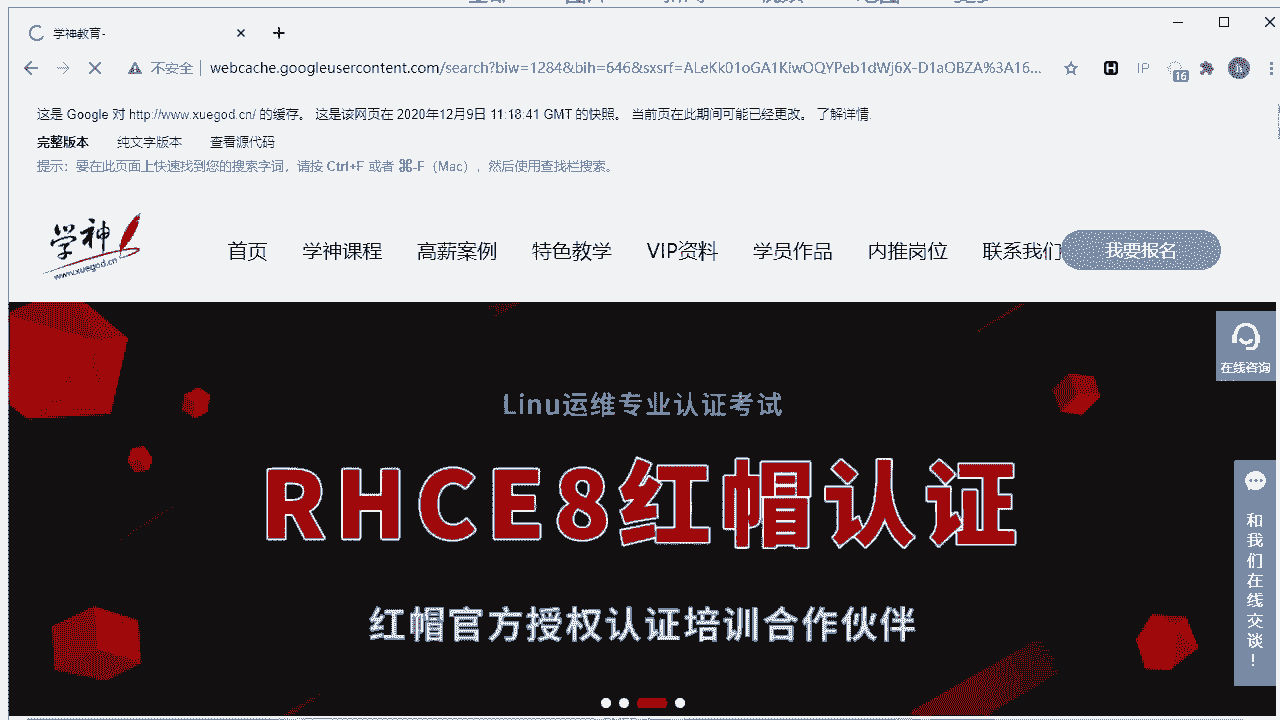 学神教育-
不安全
webcache.googleusercontent.com/search?biw=1284&bih=646&sxsrf=ALeKk01oGA1KiwOQYPeb1dWj6X-D1aOBZA%3A16...
IP
16
这是 Google 对 http://www.xuegod.cn/ 的缓存。 这是该网页在 2020年12月9日 11:18:41 GMT 的快照。 当前页在此期间可能已经更改。 了解详情.
完整版本 纯文字版本 查看源代码
提示：要在此页面上快速找到您的搜索字词，请按 Ctrl+F 或者 ⌘-F（Mac），然后使用查找栏搜索。
学神
www.xuegod.cn
首页 学神课程 高薪案例 特色教学 VIP资料 学员作品 内推岗位 联系我们 我要报名
在线咨询
Linu运维专业认证考试
RHCE8红帽认证
红帽官方授权认证培训合作伙伴
和我们在线交谈！